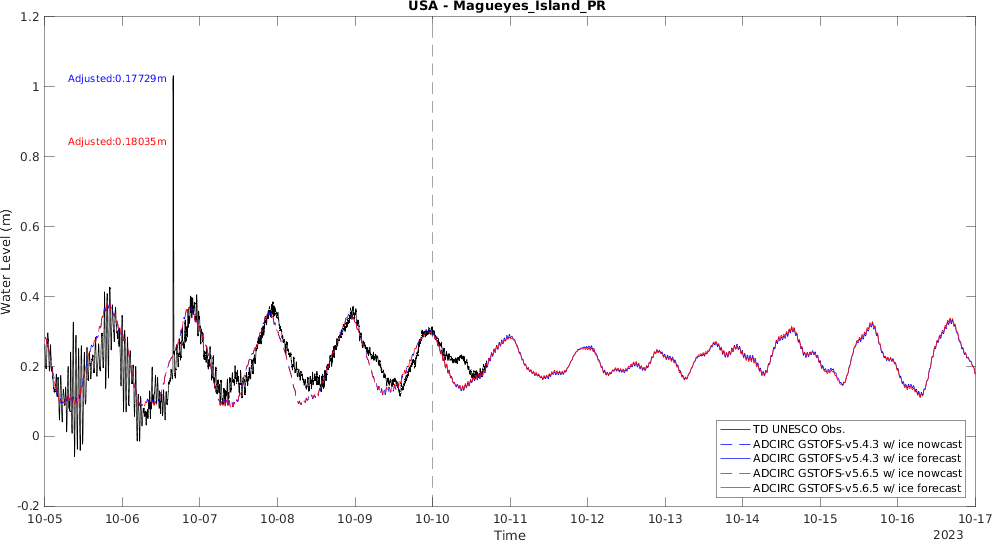 USA - Magueyes_Island_PR
1.2
1
0.8
0.6
0.4
0.2
0
-0.2
Water Level (m)
Adjusted:0.17729m
Adjusted:0.18035m
TD UNESCO Obs.
ADCIRC GSTOFS-v5.4.3 w/ ice nowcast
ADCIRC GSTOFS-v5.4.3 w/ ice forecast
ADCIRC GSTOFS-v5.6.5 w/ ice nowcast
ADCIRC GSTOFS-v5.6.5 w/ ice forecast
10-05 10-06 10-07 10-08 10-09 10-10 10-11 10-12 10-13 10-14 10-15 10-16 10-17
Time
2023